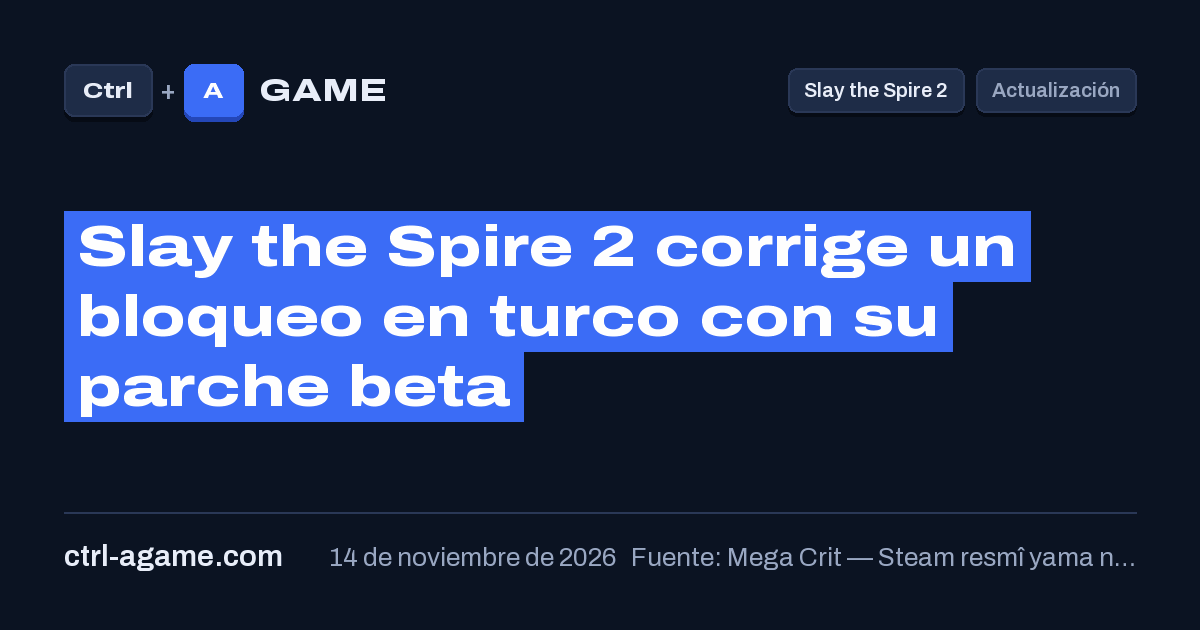 Ctrl + A GAME
Slay the Spire 2
Actualización
Slay the Spire 2 corrige un
bloqueo en turco con su
parche beta
ctrl-agame.com
14 de noviembre de 2026
Fuente: Mega Crit — Steam resmî yama n…